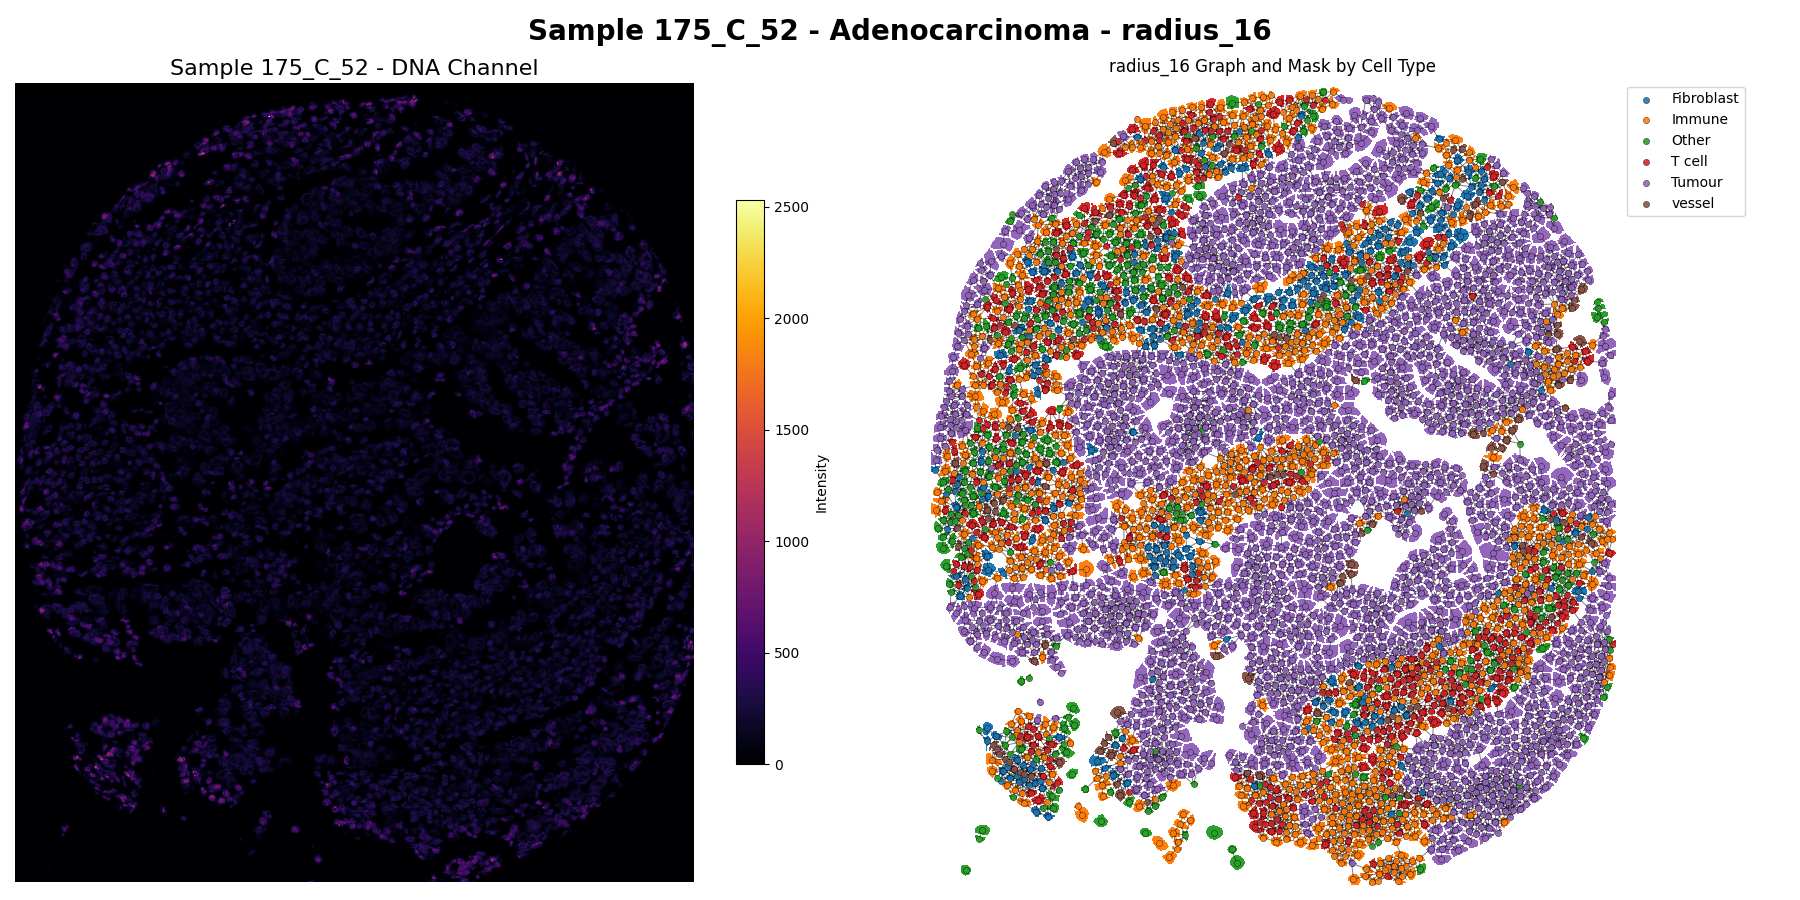 Sample 175_C_52 - Adenocarcinoma - radius_16
Sample 175_C_52 - DNA Channel
radius_16 Graph and Mask by Cell Type
Fibroblast
Immune
Other
T cell
Tumour
vessel
2500
2000
1500
1000
500
0
Intensity